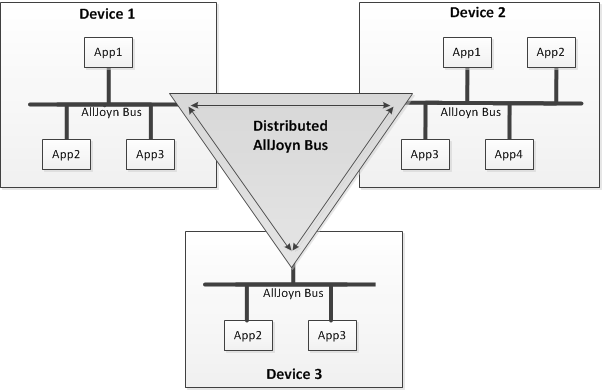 Device 1
App1
AllJoyn Bus
App2
App3
Device 2
App1
App2
AllJoyn Bus
App3
App4
Distributed
AllJoyn Bus
AllJoyn Bus
App2
App3
Device 3